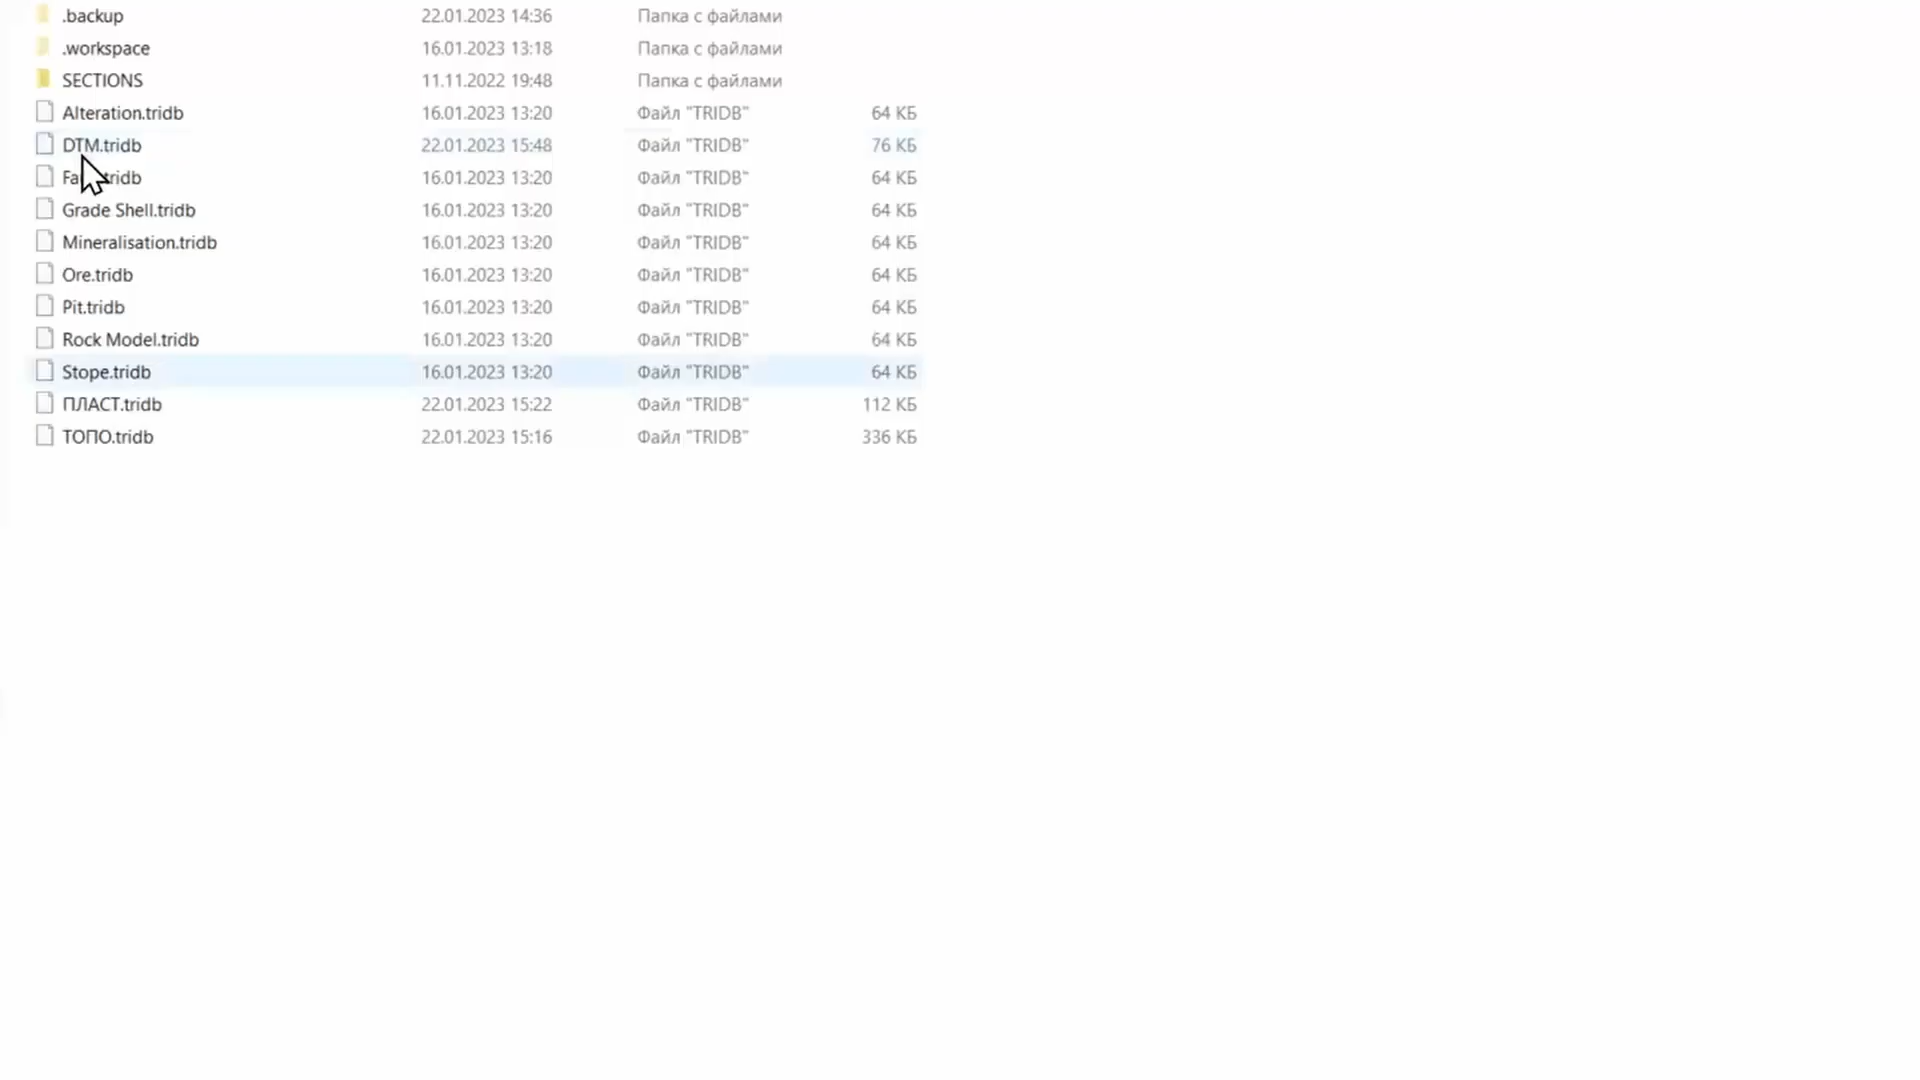 .backup 22.01.2023 14:36 Папка с файлами
.workspace 16.01.2023 13:18 Папка с файлами
SECTIONS 11.11.2022 19:48 Папка с файлами
Alteration.tridb 16.01.2023 13:20 Файл "TRIDB" 64 КБ
DTM.tridb 22.01.2023 15:48 Файл "TRIDB" 76 КБ
16.01.2023 13:20 Файл "TRIDB" 64 КБ
Grade Shell.tridb 16.01.2023 13:20 Файл "TRIDB" 64 КБ
Mineralisation.tridb 16.01.2023 13:20 Файл "TRIDB" 64 КБ
Ore.tridb 16.01.2023 13:20 Файл "TRIDB" 64 КБ
Pit.tridb 16.01.2023 13:20 Файл "TRIDB" 64 КБ
Rock Model.tridb 16.01.2023 13:20 Файл "TRIDB" 64 КБ
Stope.tridb 16.01.2023 13:20 Файл "TRIDB" 64 КБ
ПЛАСТ.tridb 22.01.2023 15:22 Файл "TRIDB" 112 КБ
ТОПО.tridb 22.01.2023 15:16 Файл "TRIDB" 336 КБ